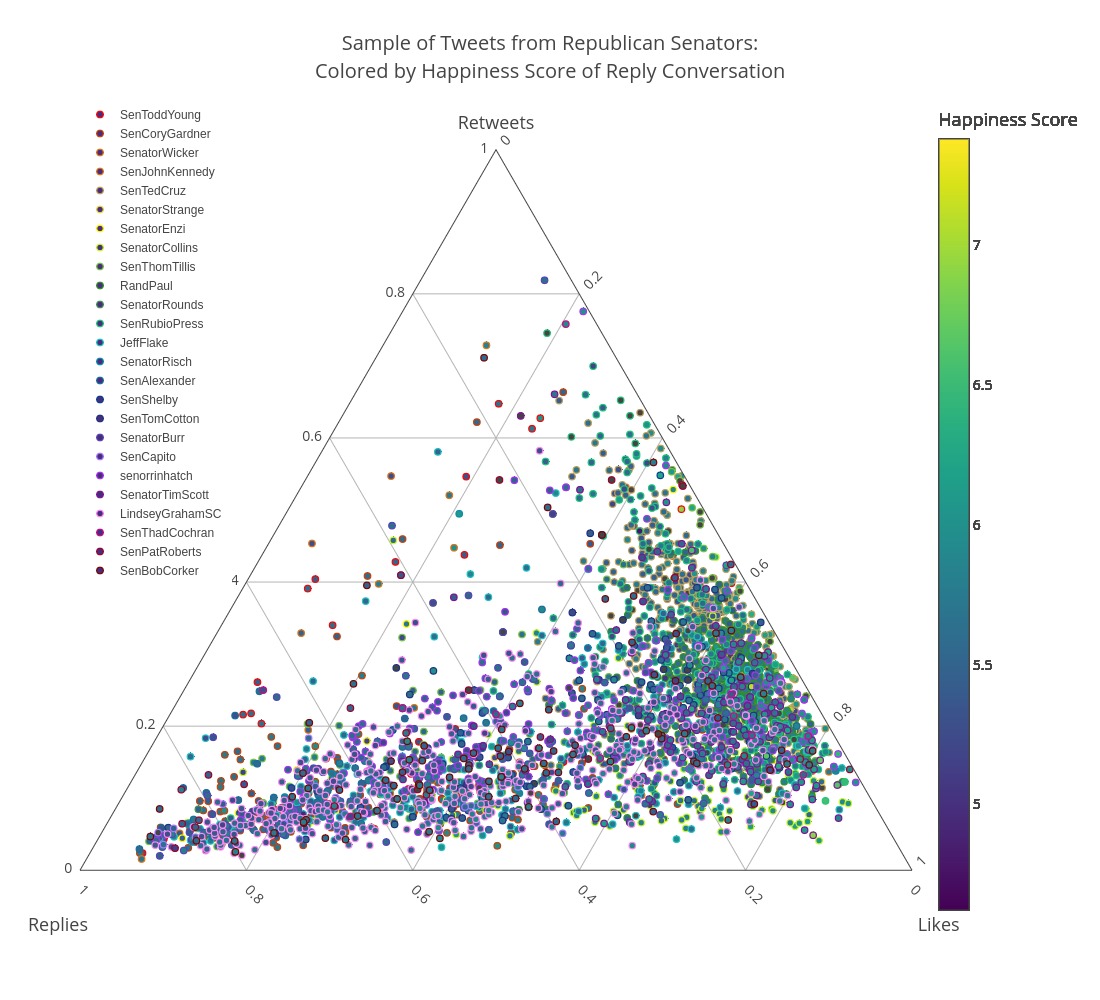 Sample of Tweets from Republican Senators:
Colored by Happiness Score of Reply Conversation
SenToddYoung
SenCoryGardner
SenatorWicker
SenJohnKennedy
SenTedCruz
SenatorStrange
SenatorEnzi
SenatorCollins
SenThomTillis
RandPaul
SenatorRounds
SenRubioPress
JeffFlake
SenatorRisch
SenAlexander
SenShelby
SenTomCotton
SenatorBurr
SenCapito
senorrinhatch
SenatorTimScott
LindseyGrahamSC
SenThadCochran
SenPatRoberts
SenBobCorker
Retweets
1
0.8
0.6
4
0.2
0
0
0.2
0.4
0.6
0.8
1
1
0.8
0.6
0.4
0.2
0
Replies
Likes
Happiness Score
7
6.5
6
5.5
5